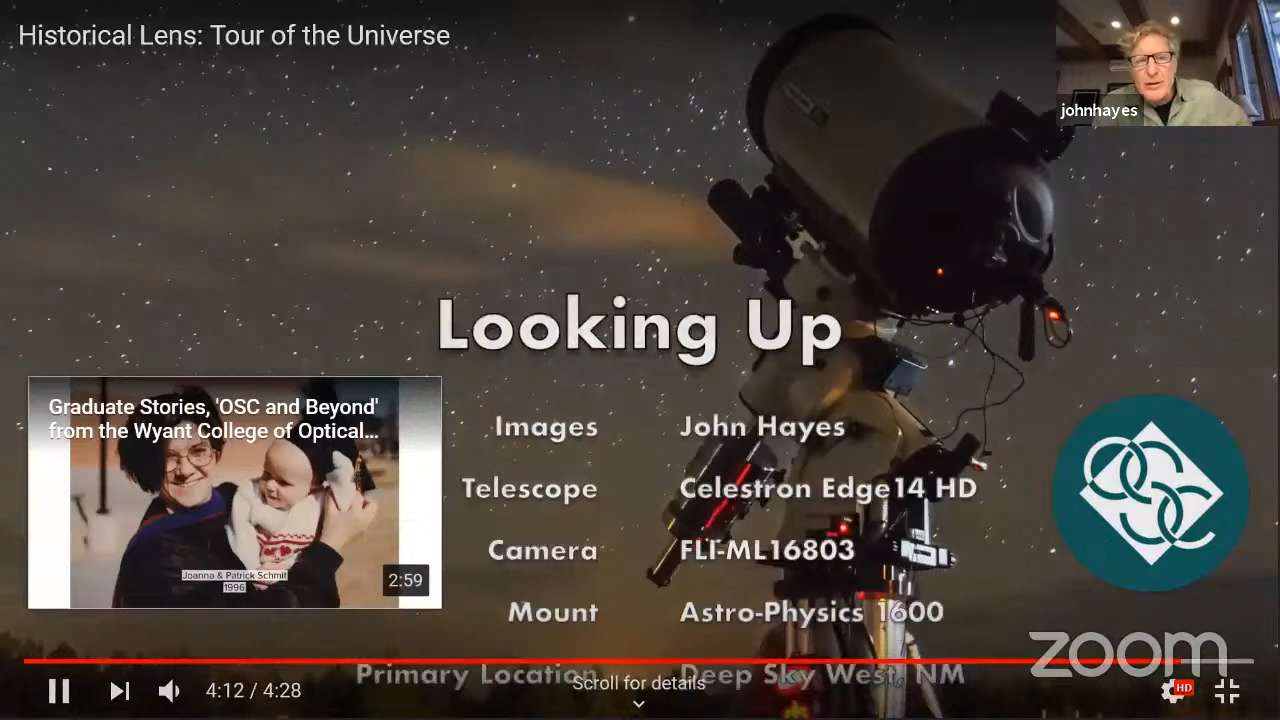 Historical Lens: Tour of the Universe
johnhayes
Looking Up
Graduate Stories, 'OSC and Beyond'
from the Wyant College of Optical...
Joanna & Patrick Schmit
1996
2:59
Images John Hayes
Telescope Celestron Edge14 HD
Camera FLI-ML16803
Mount Astro-Physics 1600
Primary Location Deep Sky West, NM
OSC
zoom
4:12 / 4:28
Scroll for details
HD